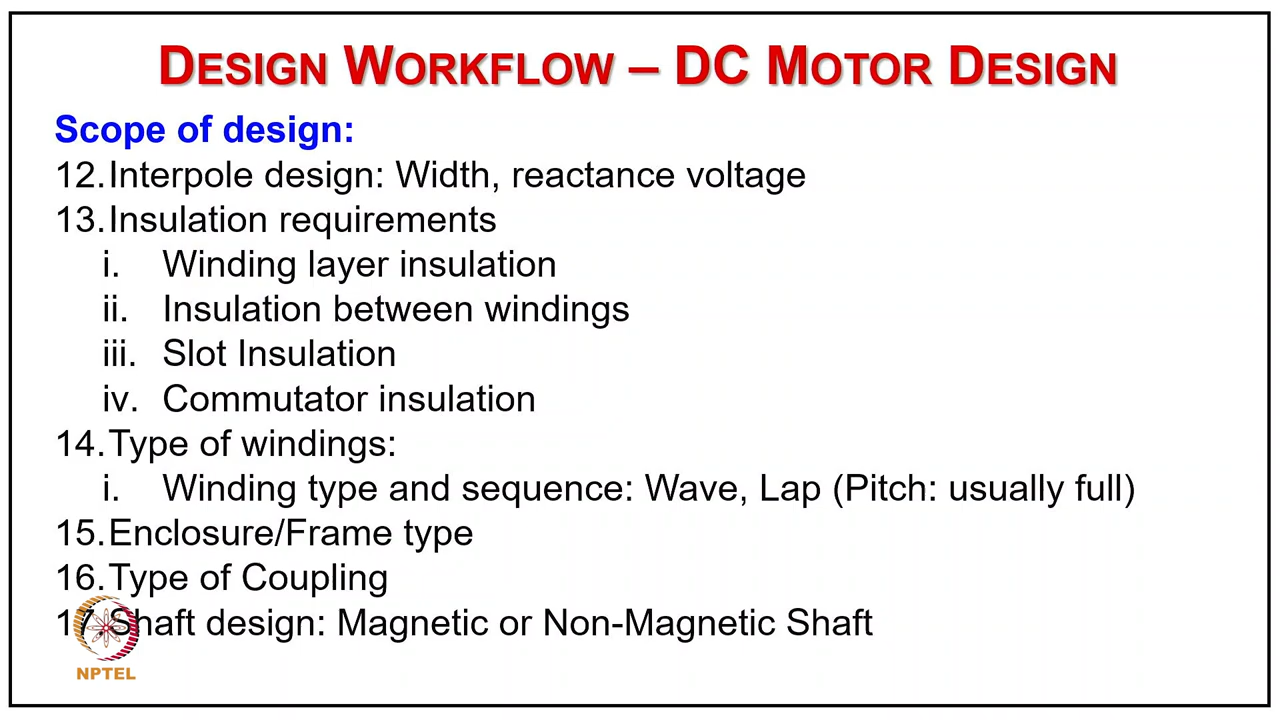 DESIGN WORKFLOW – DC MOTOR DESIGN
Scope of design:
12. Interpole design: Width, reactance voltage
13. Insulation requirements
i. Winding layer insulation
ii. Insulation between windings
iii. Slot Insulation
iv. Commutator insulation
14. Type of windings:
i. Winding type and sequence: Wave, Lap (Pitch: usually full)
15. Enclosure/Frame type
16. Type of Coupling
17. Shaft design: Magnetic or Non-Magnetic Shaft
NPTEL